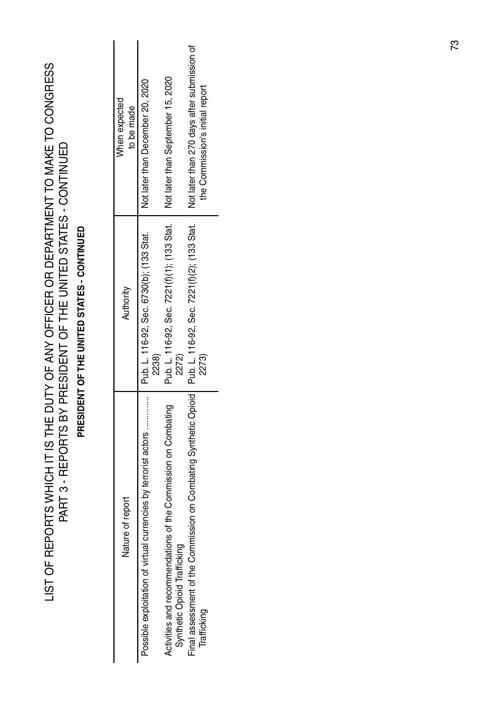 LIST OF REPORTS WHICH IT IS THE DUTY OF ANY OFFICER OR DEPARTMENT TO MAKE TO CONGRESS
PART 3 - REPORTS BY PRESIDENT OF THE UNITED STATES - CONTINUED
PRESIDENT OF THE UNITED STATES - CONTINUED
Nature of report
Authority
When expected
to be made
Possible exploitation of virtual currencies by terrorist actors .............
Pub. L. 116-92, Sec. 6730(b); (133 Stat.
2238)
Not later than December 20, 2020
Activities and recommendations of the Commission on Combating
Synthetic Opioid Trafficking
Pub. L. 116-92, Sec. 7221(f)(1); (133 Stat.
2272)
Not later than September 15, 2020
Final assessment of the Commission on Combating Synthetic Opioid
Trafficking
Pub. L. 116-92, Sec. 7221(f)(2); (133 Stat.
2273)
Not later than 270 days after submission of
the Commission's initial report
73